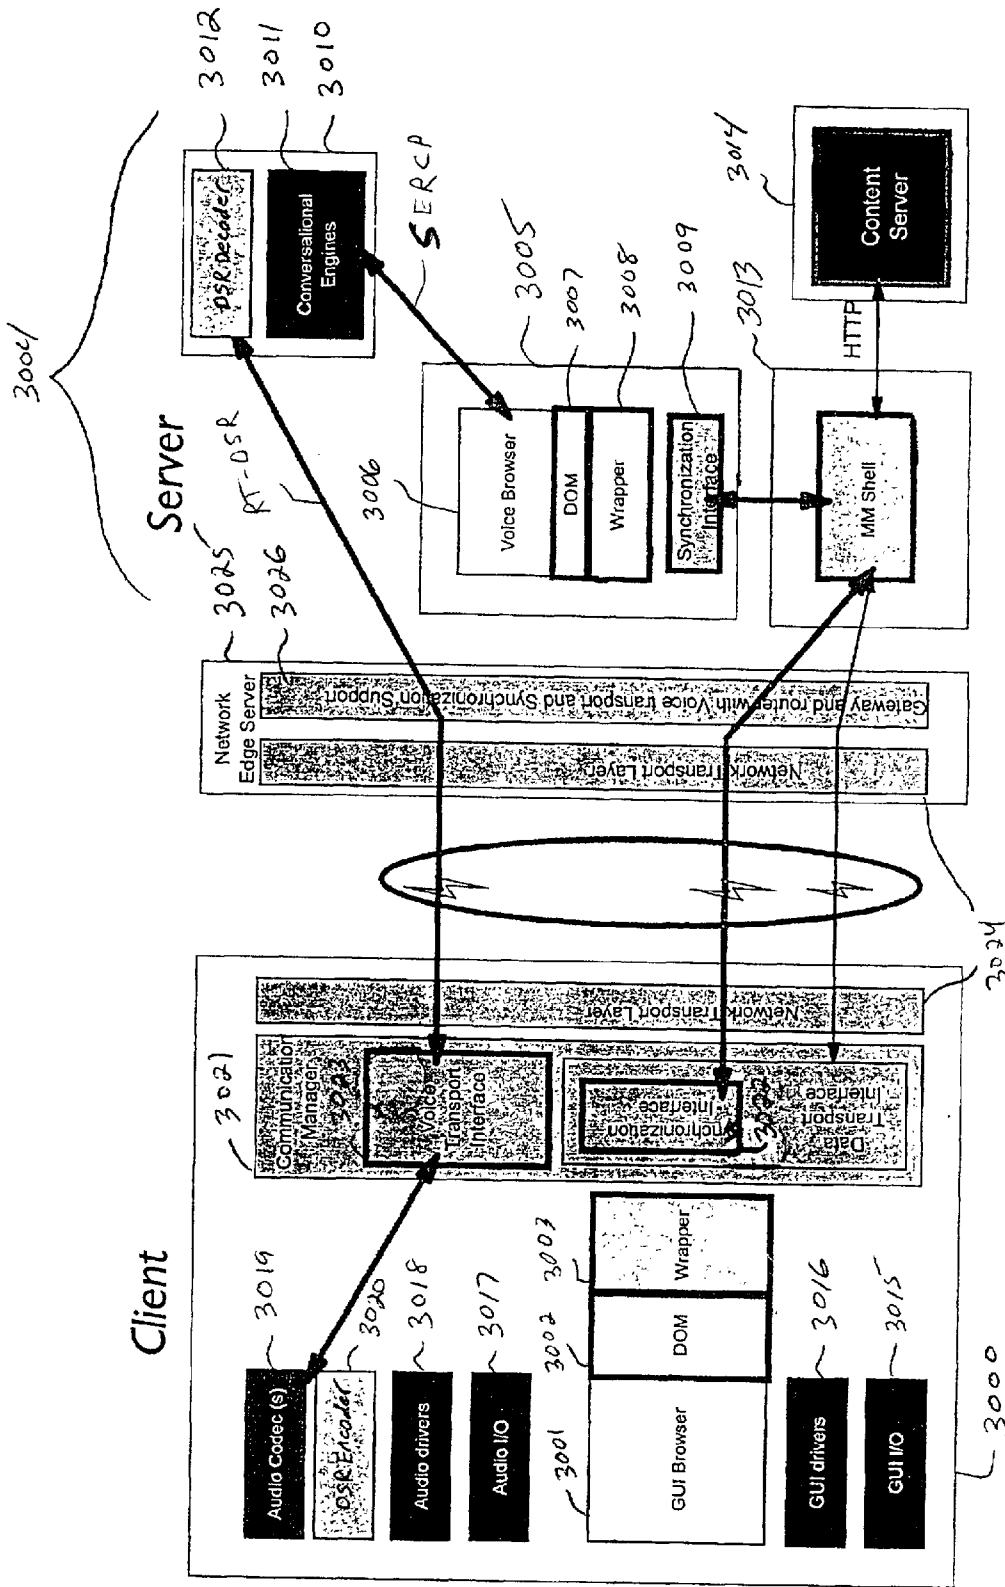 Client
Server
3004
Audio Codec (s)
3019
DSR Encoder
3020
Audio drivers
3018
Audio I/O
3017
3001
GUI Browser
3002
DOM
3003
Wrapper
GUI drivers
3016
GUI I/O
3015
3000
3021
Communication
Manager
3023
Voice
Transport
Interface
Synchronization
Interface
3022
Data
Transport
Interface
Network Transport Layer
3024
Network
Edge Server
3025
3026
Network Transport Layer
Gateway and router with Voice transport and Synchronization Support
RT-DSR
DSR Decoder
3012
Conversational
Engines
3011
3010
SERCP
3006
Voice Browser
3005
DOM
3007
Wrapper
3008
Synchronization
Interface
3009
MM Shell
3013
HTTP
Content
Server
3014